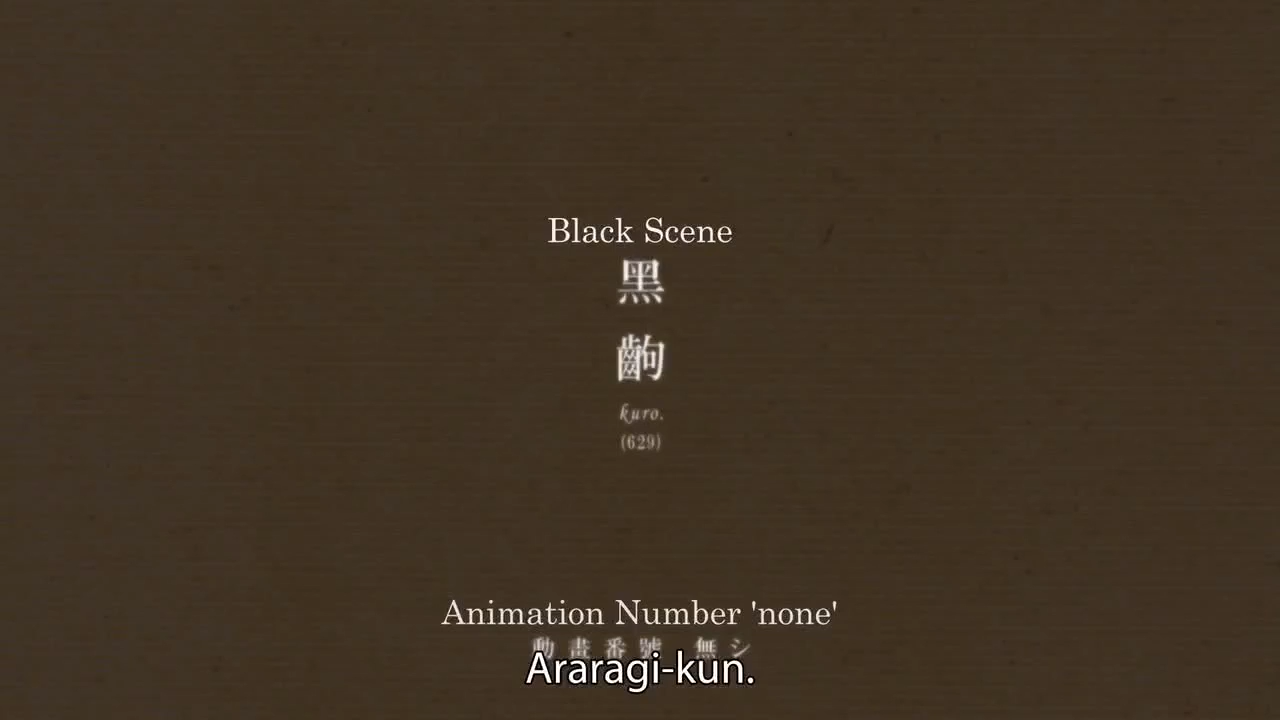 Black Scene
黑
齣
kuro.
(629)
Animation Number 'none'
動畫番號 無シ
Araragi-kun.